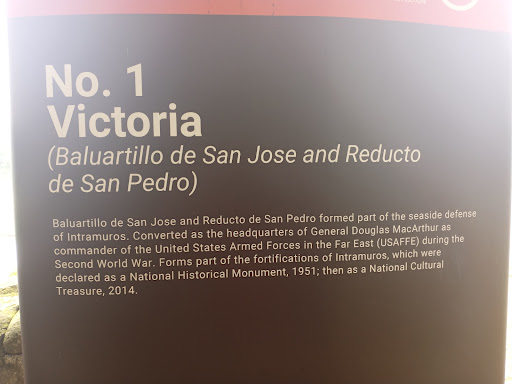 No. 1
Victoria
(Baluartillo de San Jose and Reducto
de San Pedro)
Baluartillo de San Jose and Reducto de San Pedro formed part of the seaside defense
of Intramuros. Converted as the headquarters of General Douglas MacArthur as
commander of the United States Armed Forces in the Far East (USAFFE) during the
Second World War. Forms part of the fortifications of Intramuros, which were
declared as a National Historical Monument, 1951; then as a National Cultural
Treasure, 2014.